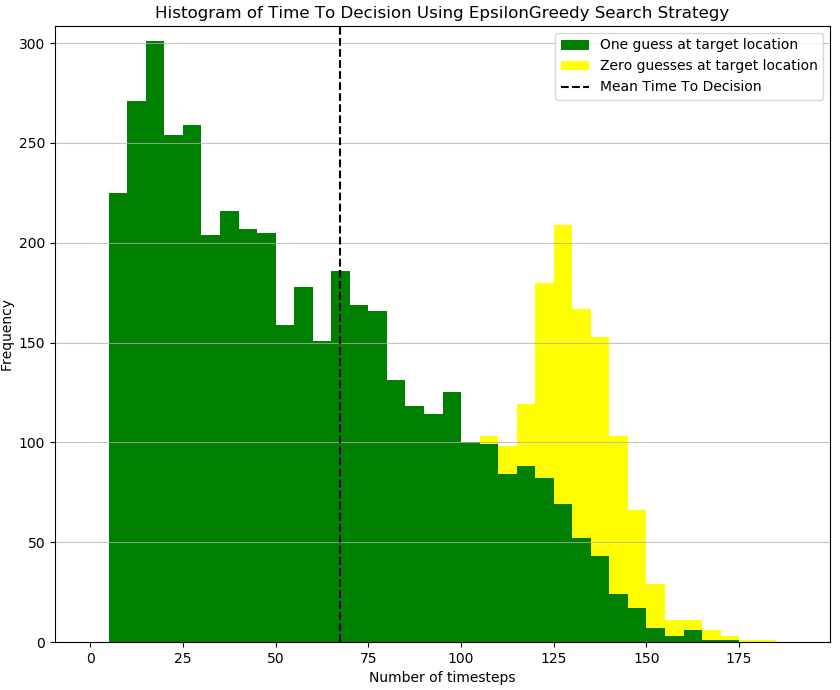 Histogram of Time To Decision Using EpsilonGreedy Search Strategy
One guess at target location
Zero guesses at target location
Mean Time To Decision
Frequency
300
250
200
150
100
50
0
0 25 50 75 100 125 150 175
Number of timesteps